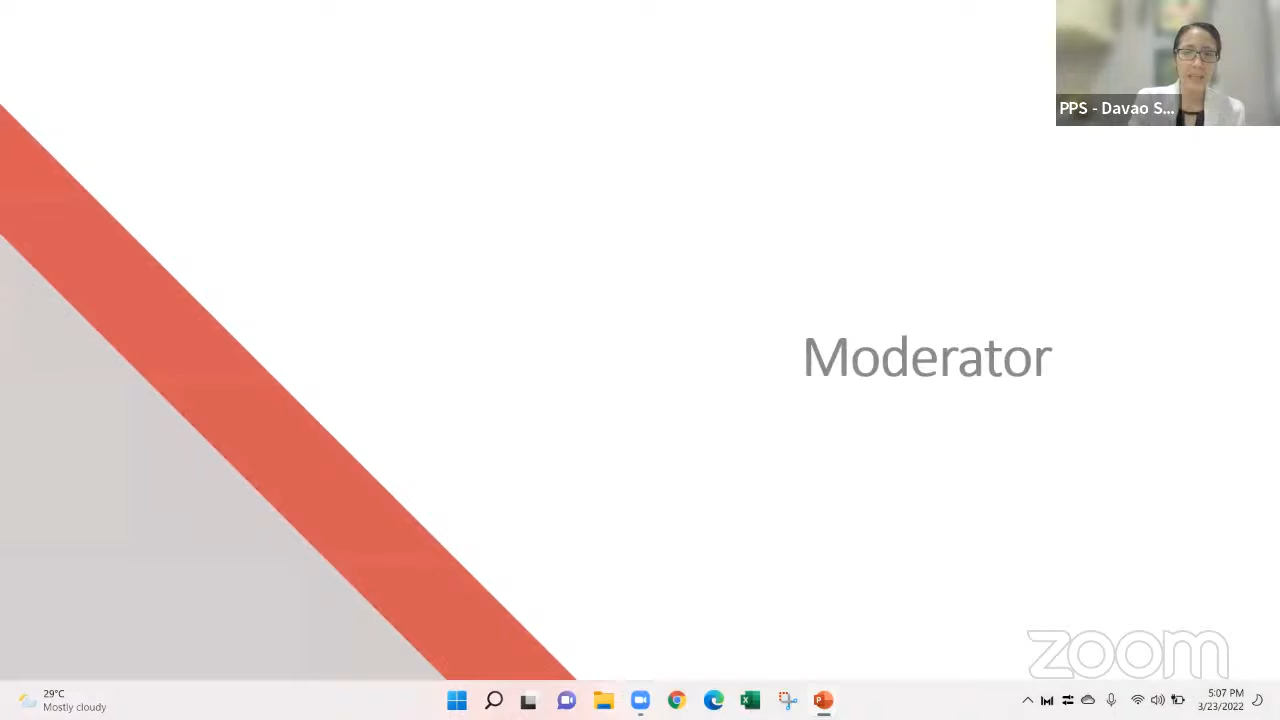 PPS - Davao S...
Moderator
zoom
29°C
Mostly cloudy
5:07 PM
3/23/2022